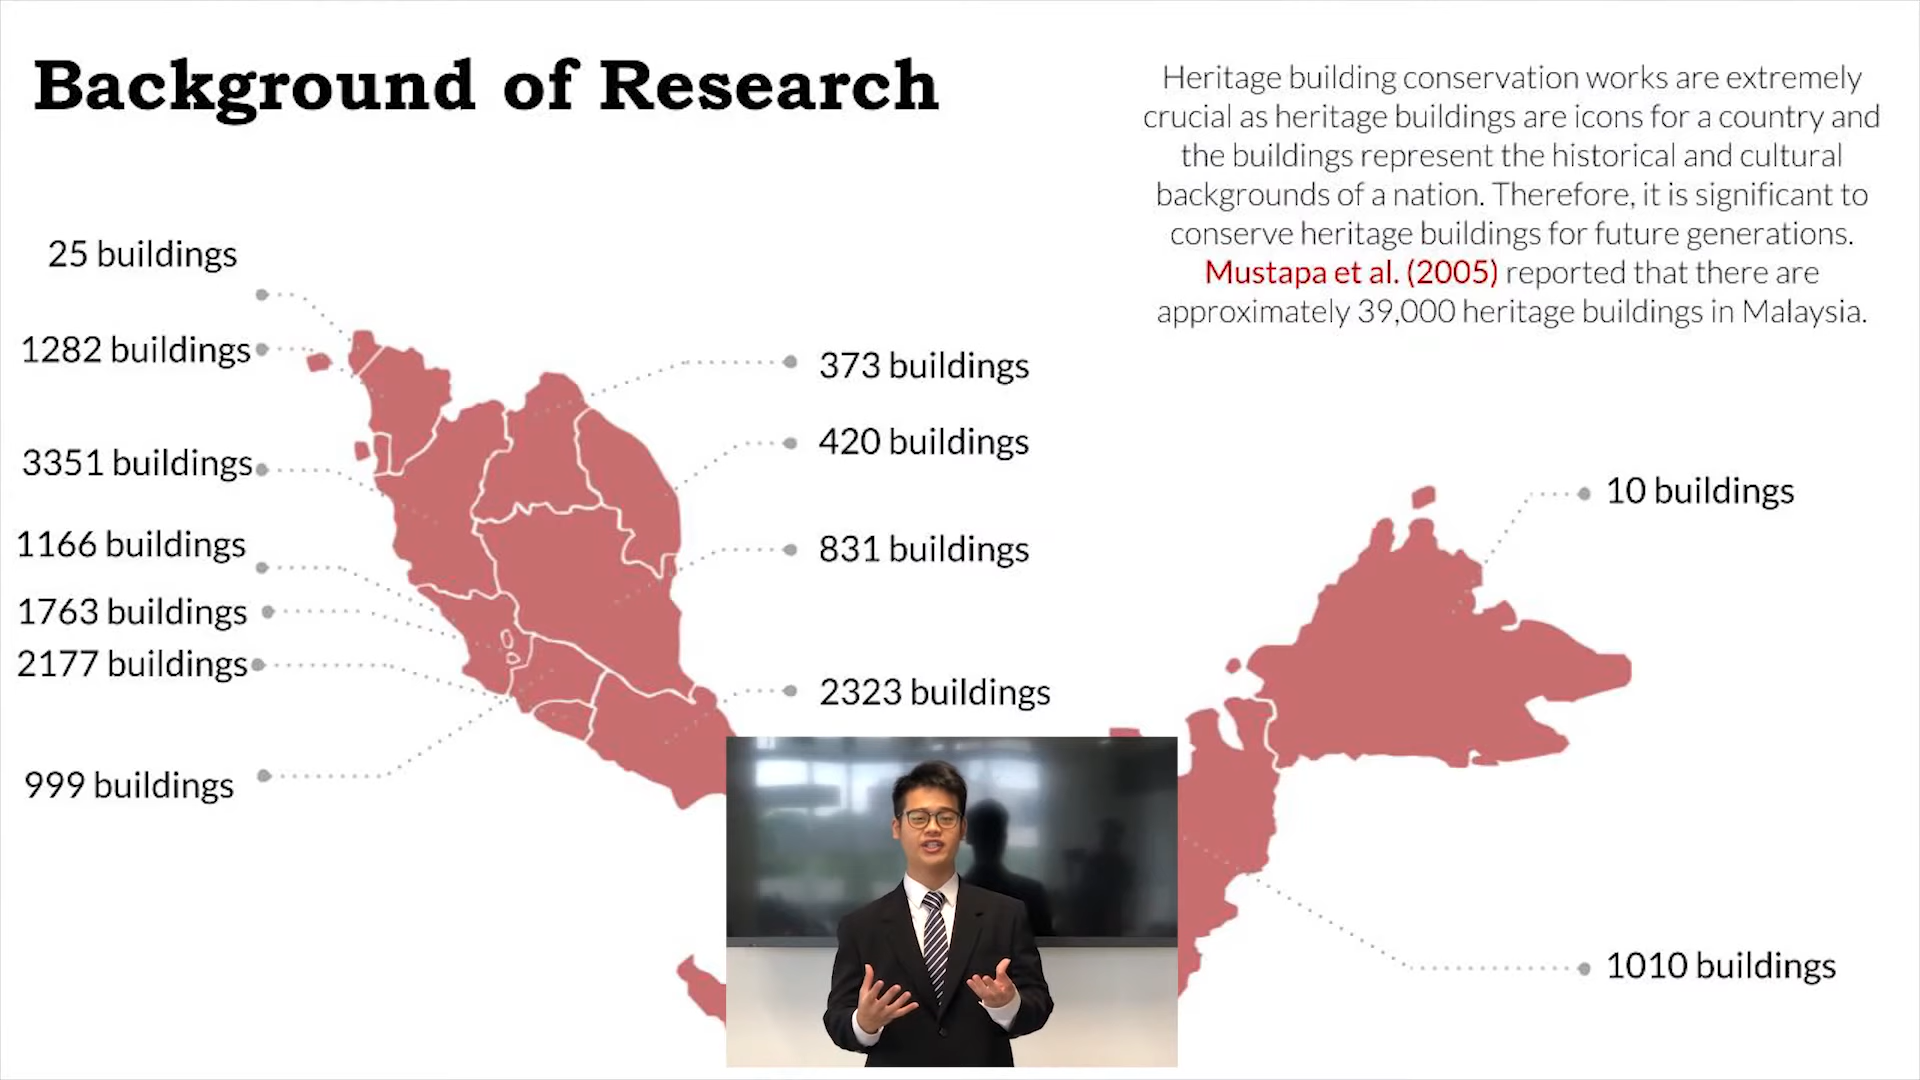 Background of Research
Heritage building conservation works are extremely
crucial as heritage buildings are icons for a country and
the buildings represent the historical and cultural
backgrounds of a nation. Therefore, it is significant to
conserve heritage buildings for future generations.
Mustapa et al. (2005) reported that there are
approximately 39,000 heritage buildings in Malaysia.
25 buildings
1282 buildings
3351 buildings
1166 buildings
1763 buildings
2177 buildings
999 buildings
373 buildings
420 buildings
831 buildings
2323 buildings
10 buildings
1010 buildings